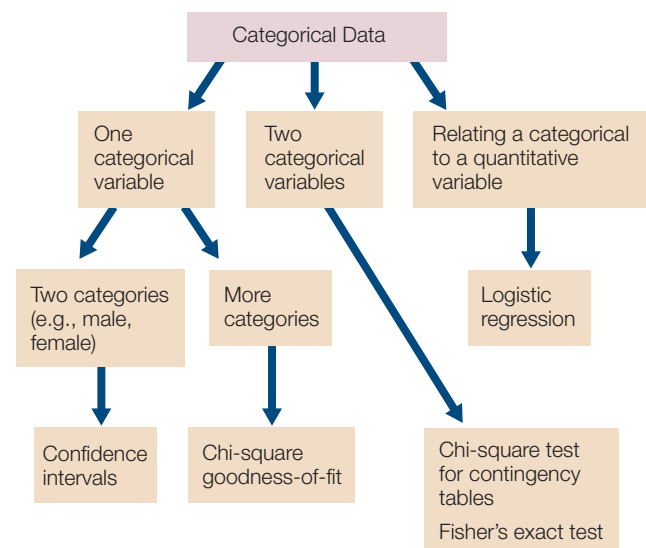 Categorical Data
One
categorical
variable
Two
categorical
variables
Relating a categorical
to a quantitative
variable
Two categories
(e.g., male,
female)
More
categories
Logistic
regression
Confidence
intervals
Chi-square
goodness-of-fit
Chi-square test
for contingency
tables
Fisher’s exact test